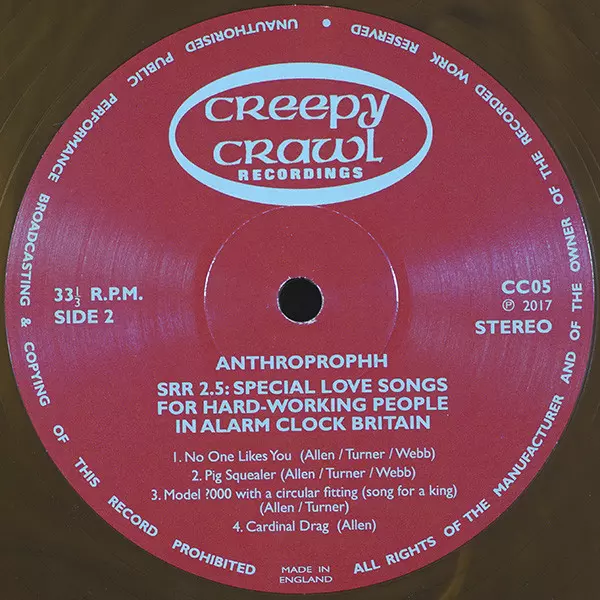 CREEPY
CRAWL
RECORDINGS
33⅓ R.P.M.
SIDE 2
CC05
℗ 2017
STEREO
ANTHROPROPHH
SRR 2.5: SPECIAL LOVE SONGS
FOR HARD-WORKING PEOPLE
IN ALARM CLOCK BRITAIN
1. No One Likes You (Allen / Turner / Webb)
2. Pig Squealer (Allen / Turner / Webb)
3. Model ?000 with a circular fitting (song for a king)
(Allen / Turner)
4. Cardinal Drag (Allen)
MADE IN
ENGLAND
ALL RIGHTS OF THE MANUFACTURER AND OF THE OWNER OF THE RECORDED WORK RESERVED • UNAUTHORISED PUBLIC PERFORMANCE BROADCASTING & COPYING OF THIS RECORD PROHIBITED